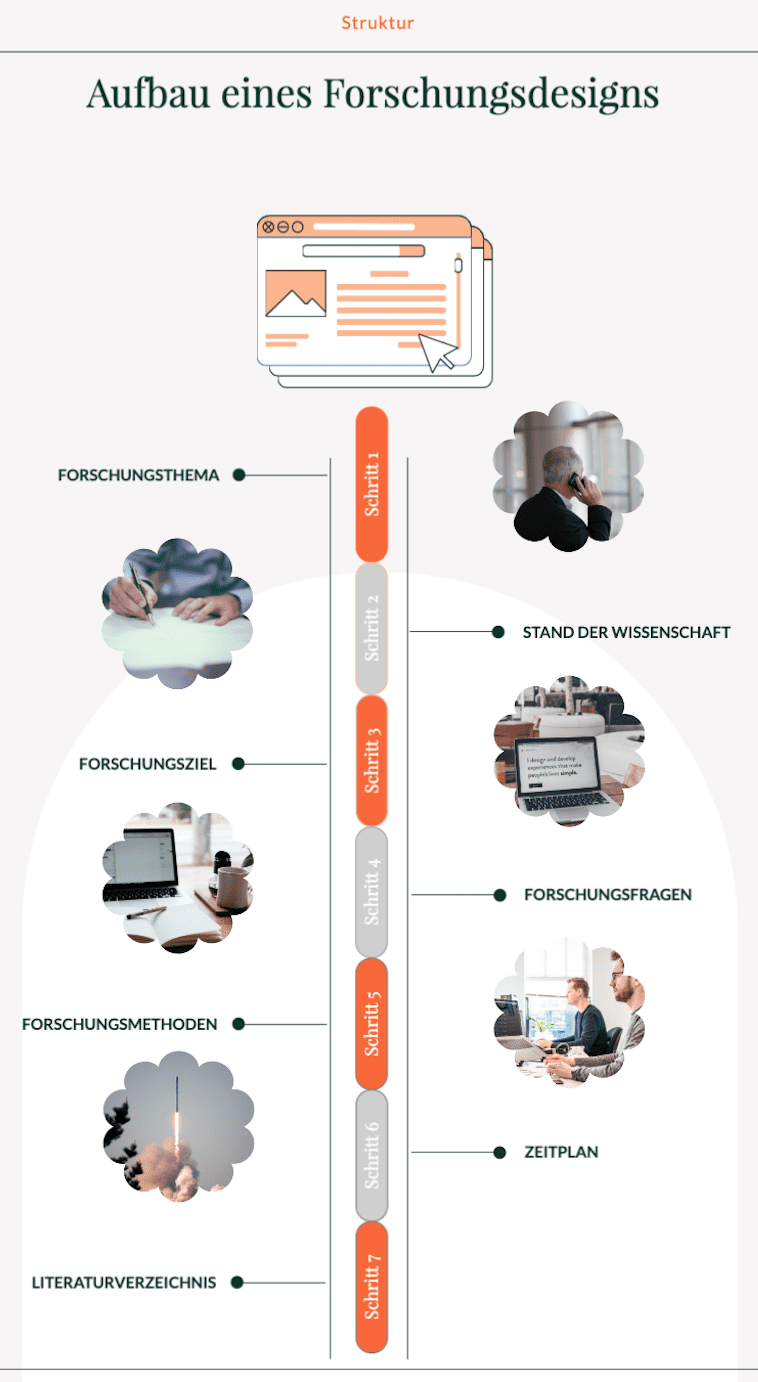 Struktur
Aufbau eines Forschungsdesigns
Schritt 1
FORSCHUNGSTHEMA
Schritt 2
STAND DER WISSENSCHAFT
Schritt 3
FORSCHUNGSZIEL
I design and develop
experiences that make
people's lives simple.
Schritt 4
FORSCHUNGSFRAGEN
Schritt 5
FORSCHUNGSMETHODEN
Schritt 6
ZEITPLAN
Schritt 7
LITERATURVERZEICHNIS